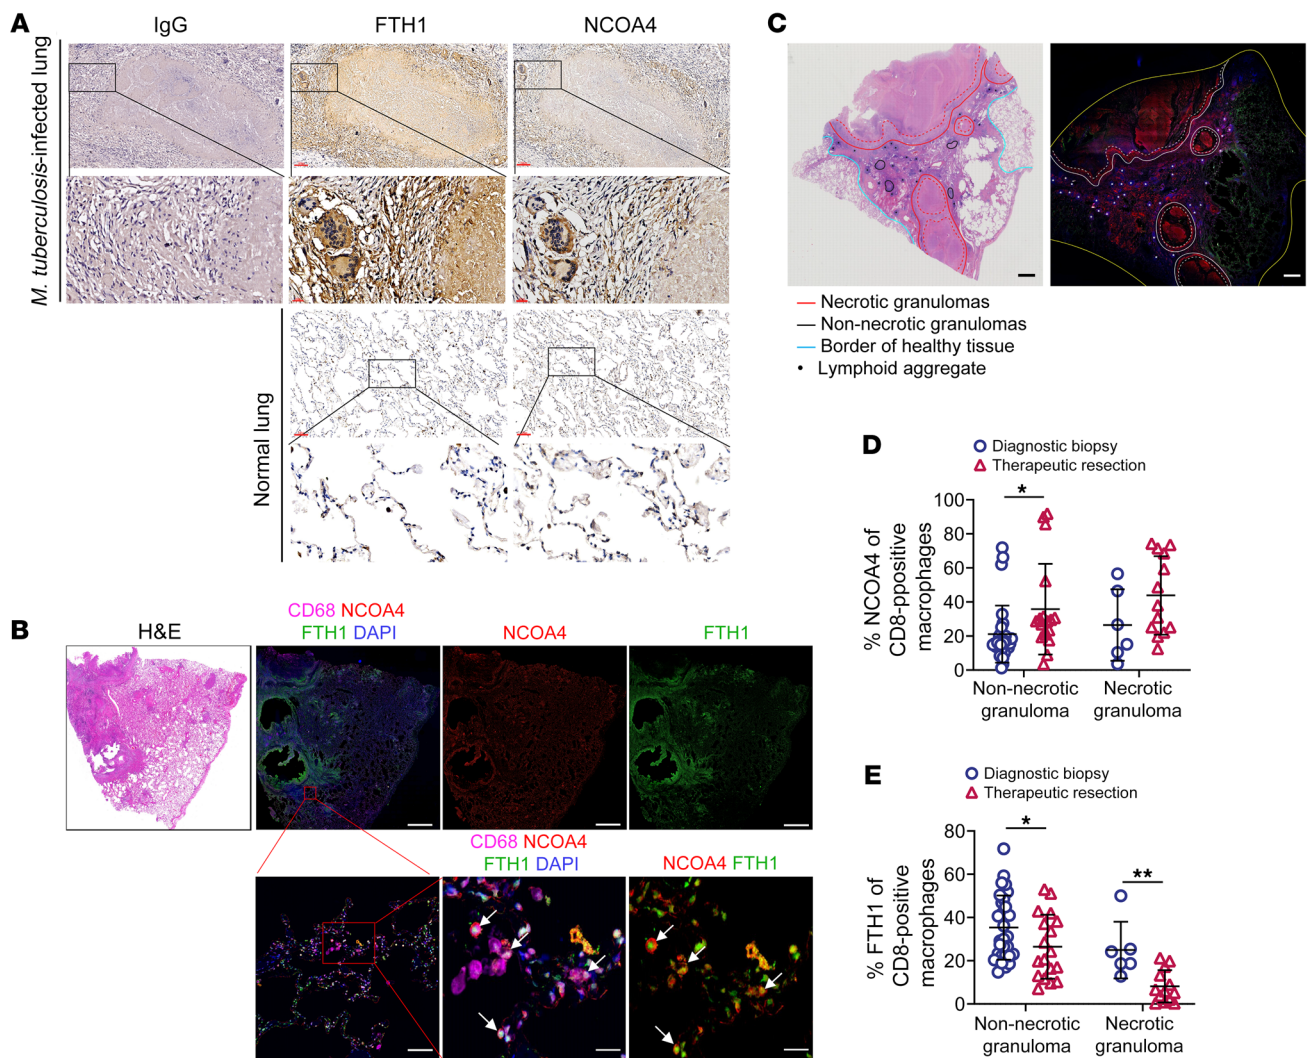 A
IgG
FTH1
NCOA4
M. tuberculosis-infected lung
Normal lung
B
H&E
CD68 NCOA4
FTH1 DAPI
NCOA4
FTH1
CD68 NCOA4
FTH1 DAPI
NCOA4 FTH1
C
Necrotic granulomas
Non-necrotic granulomas
Border of healthy tissue
Lymphoid aggregate
D
Diagnostic biopsy
Therapeutic resection
% NCOA4 of
CD8-ppositive
macrophages
100
80
60
40
20
0
*
Non-necrotic
granuloma
Necrotic
granuloma
E
Diagnostic biopsy
Therapeutic resection
% FTH1 of
CD8-positive
macrophages
80
60
40
20
0
*
**
Non-necrotic
granuloma
Necrotic
granuloma